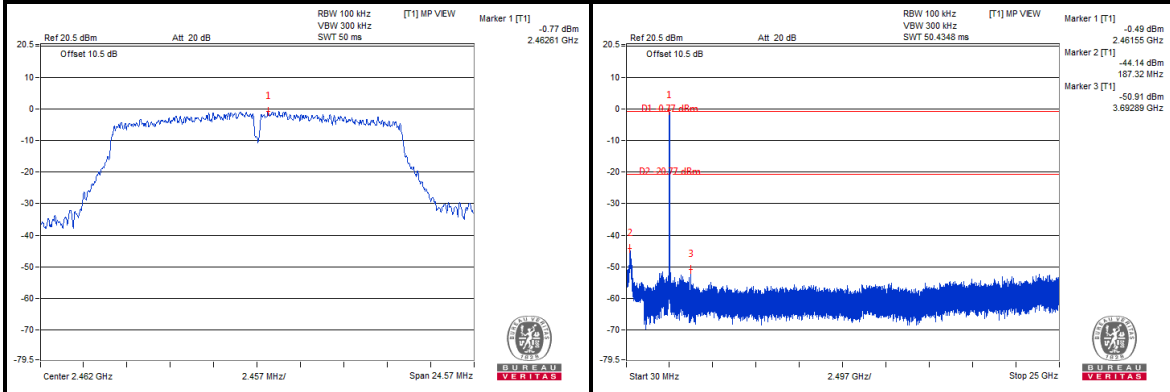 RBW 100 kHz [T1] MP VIEW
VBW 300 kHz
Ref 20.5 dBm Att 20 dB SWT 50 ms
Marker 1 [T1]
-0.77 dBm
2.46261 GHz
20.5
Offset 10.5 dB
10
0
-10
-20
-30
-40
-50
-60
-70
-79.5
1
Center 2.462 GHz 2.457 MHz/ Span 24.57 MHz
BUREAU VERITAS
1828
BUREAU
VERITAS
RBW 100 kHz [T1] MP VIEW
VBW 300 kHz
Ref 20.5 dBm Att 20 dB SWT 50.4348 ms
Marker 1 [T1]
-0.49 dBm
2.46155 GHz
Marker 2 [T1]
-44.14 dBm
187.32 MHz
Marker 3 [T1]
-50.91 dBm
3.69289 GHz
20.5
Offset 10.5 dB
10
0
-10
-20
-30
-40
-50
-60
-70
-79.5
1
D1 -0.77 dBm
D2 -20.77 dBm
2
3
Start 30 MHz 2.497 GHz/ Stop 25 GHz
BUREAU VERITAS
1828
BUREAU
VERITAS